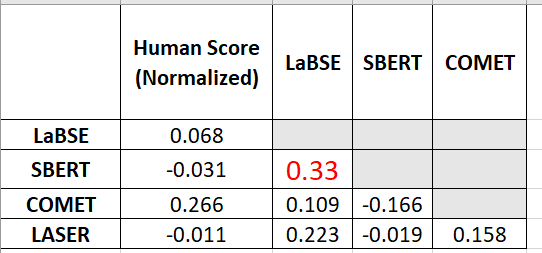 Human Score
(Normalized) LaBSE SBERT COMET
LaBSE 0.068
SBERT -0.031 0.33
COMET 0.266 0.109 -0.166
LASER -0.011 0.223 -0.019 0.158